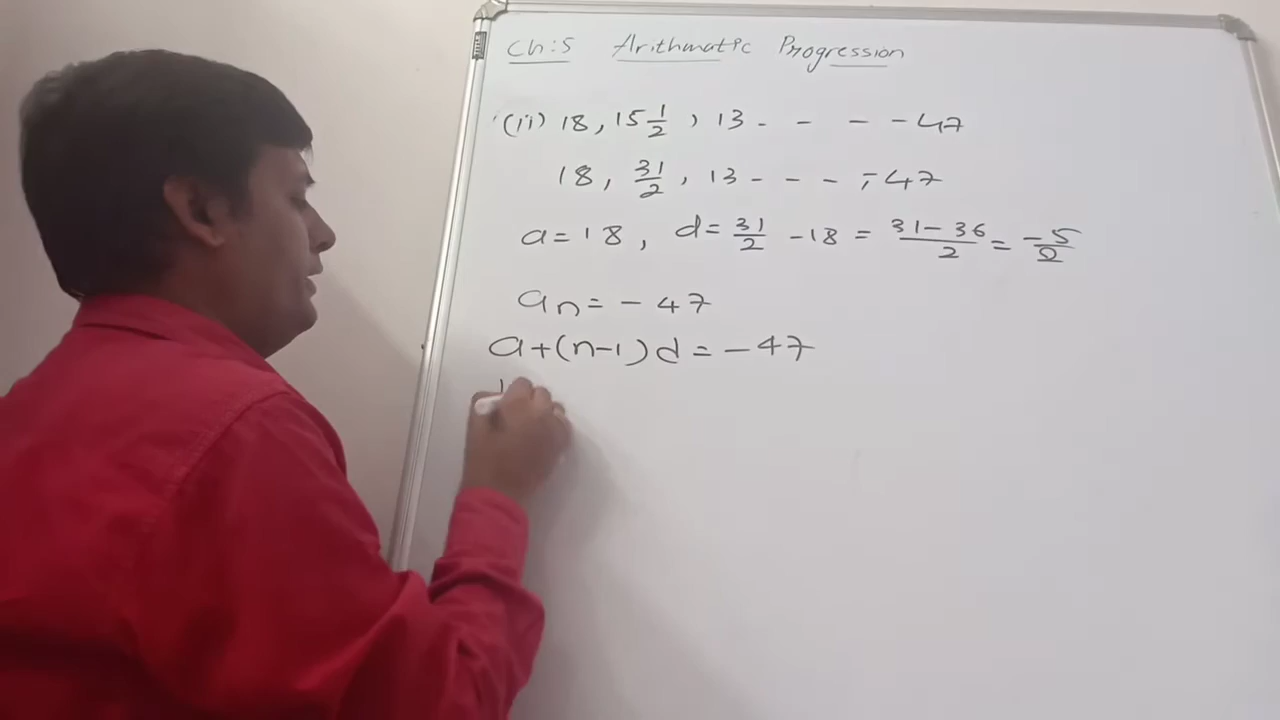 Ch:5 Arithmatic Progression
(ii) 18, 15 1/2, 13 - - - - 47
18, 31/2, 13 - - - , -47
a = 18, d = 31/2 - 18 = 31-36/2 = -5/2
an = -47
a+(n-1)d = -47
1